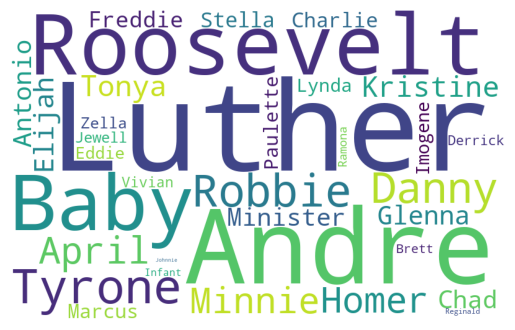 Freddie Stella Charlie
Roosevelt
Antonio
Elijah
Tonya
Lynda
Kristine
Luther
Paulette
Imogene
Ramona
Zella
Jewell
Eddie
Derrick
Baby
Vivian
Robbie
Danny
Minister
Glenna
April
Andre
Johnnie
Infant
Brett
Tyrone
Marcus
Minnie
Homer
Chad
Reginald